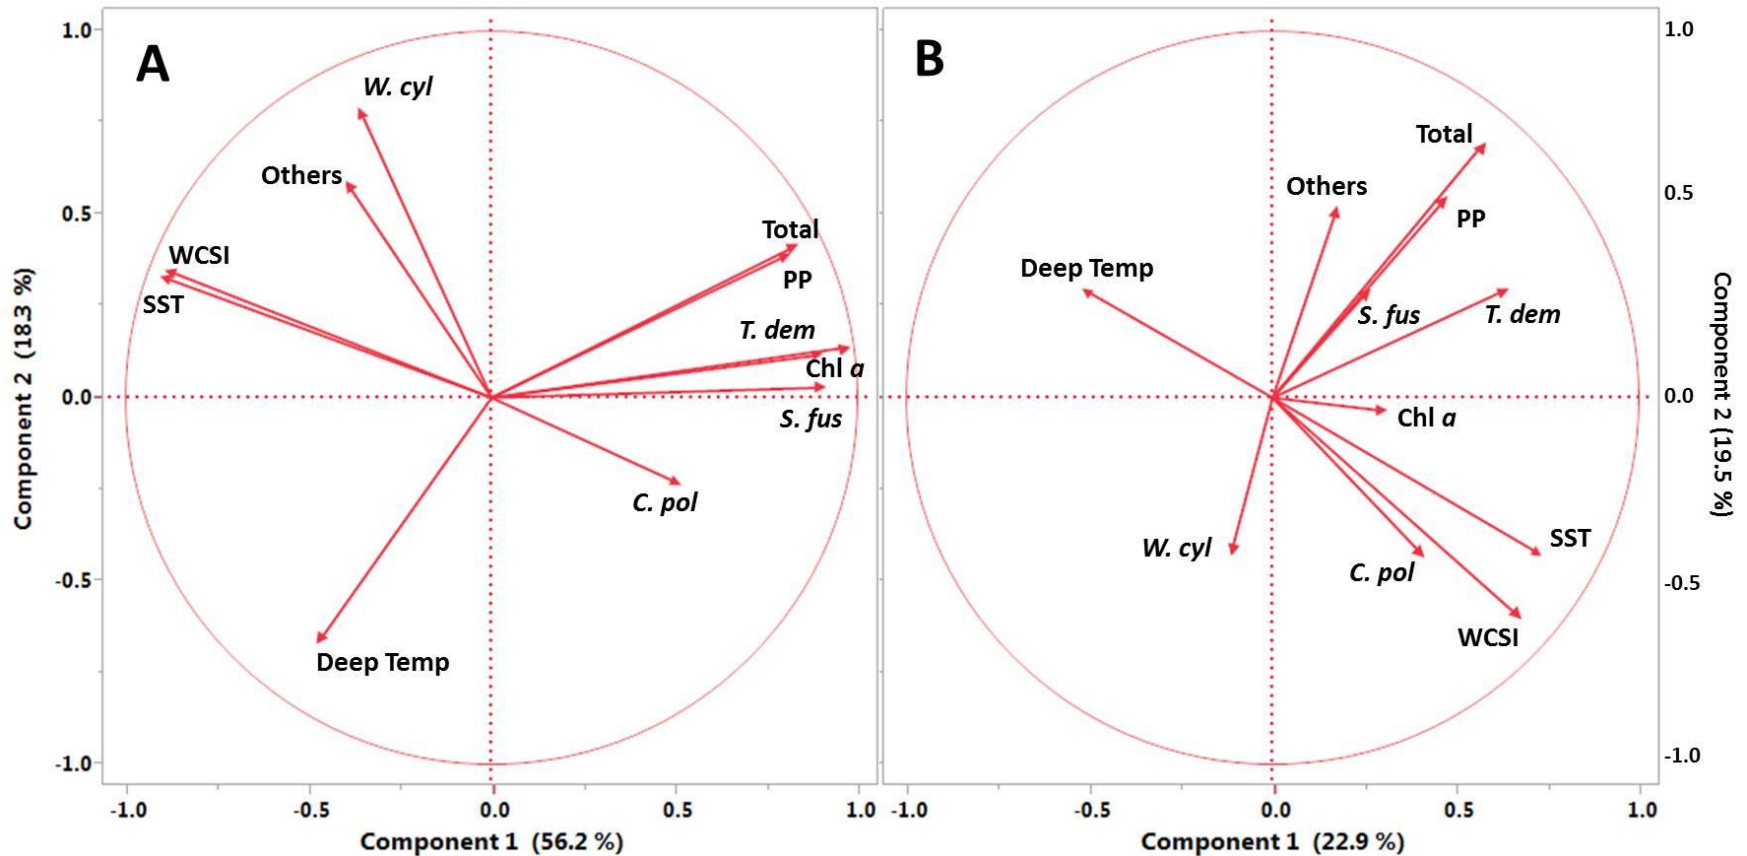 A
B
1.0
0.5
0.0
-0.5
-1.0
Component 2 (18.3 %)
W. cyl
Others
WCSI
SST
Total
PP
T. dem
Chl a
S. fus
C. pol
Deep Temp
-1.0 -0.5 0.0 0.5 1.0
Component 1 (56.2 %)
Total
Others
PP
Deep Temp
S. fus
T. dem
Chl a
SST
W. cyl
C. pol
WCSI
1.0
0.5
0.0
-0.5
-1.0
Component 2 (19.5 %)
-1.0 -0.5 0.0 0.5 1.0
Component 1 (22.9 %)